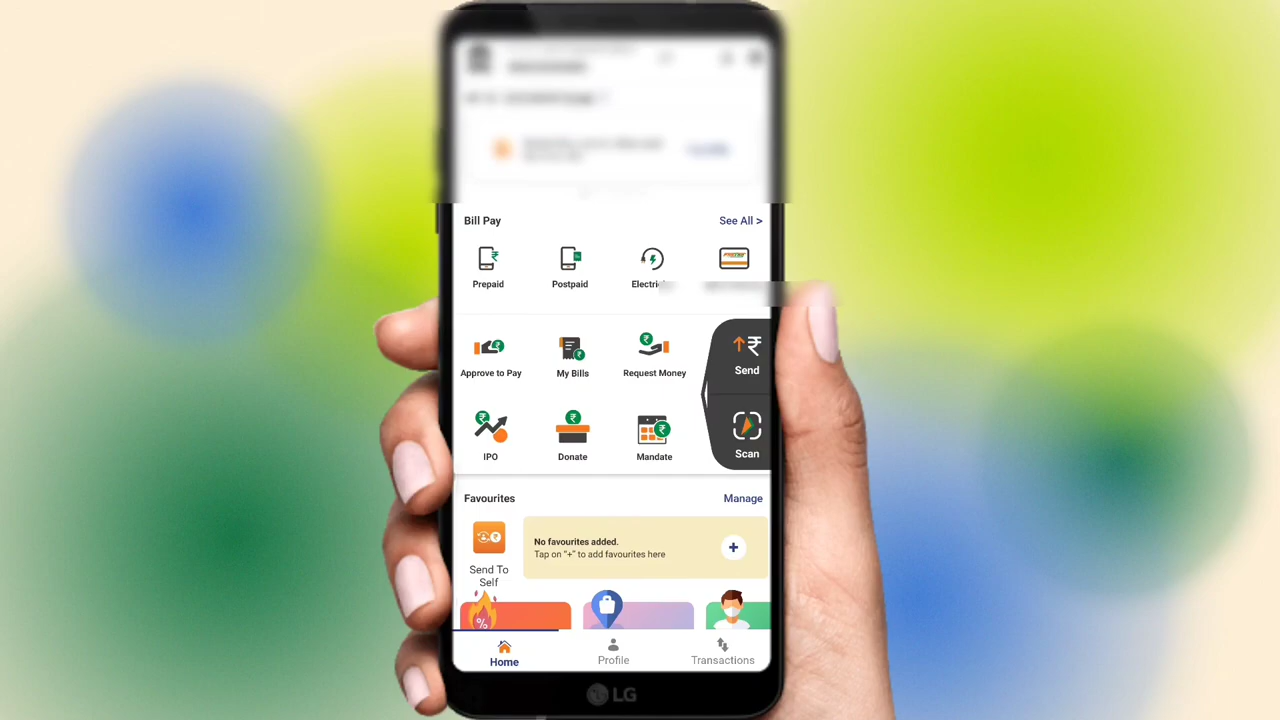 Bill Pay
See All >
Prepaid
Postpaid
Electri
Approve to Pay
My Bills
Request Money
Send
IPO
Donate
Mandate
Scan
Favourites
Manage
Send To
Self
No favourites added.
Tap on "+" to add favourites here
+
%
Home
Profile
Transactions
LG